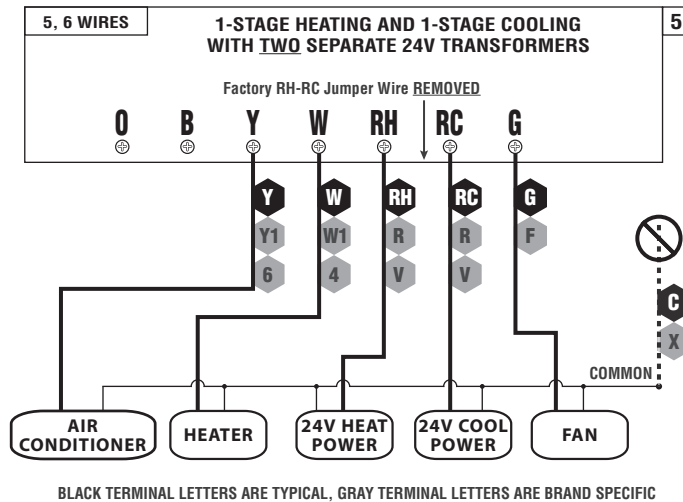 5, 6 WIRES
1-STAGE HEATING AND 1-STAGE COOLING
5
WITH TWO SEPARATE 24V TRANSFORMERS
Factory RH-RC Jumper Wire REMOVED
O B Y W RH RC G
Y W RH RC G
Y1 W1 R R F
6 4 V V
C
X
COMMON
AIR CONDITIONER
HEATER
24V HEAT POWER
24V COOL POWER
FAN
BLACK TERMINAL LETTERS ARE TYPICAL, GRAY TERMINAL LETTERS ARE BRAND SPECIFIC